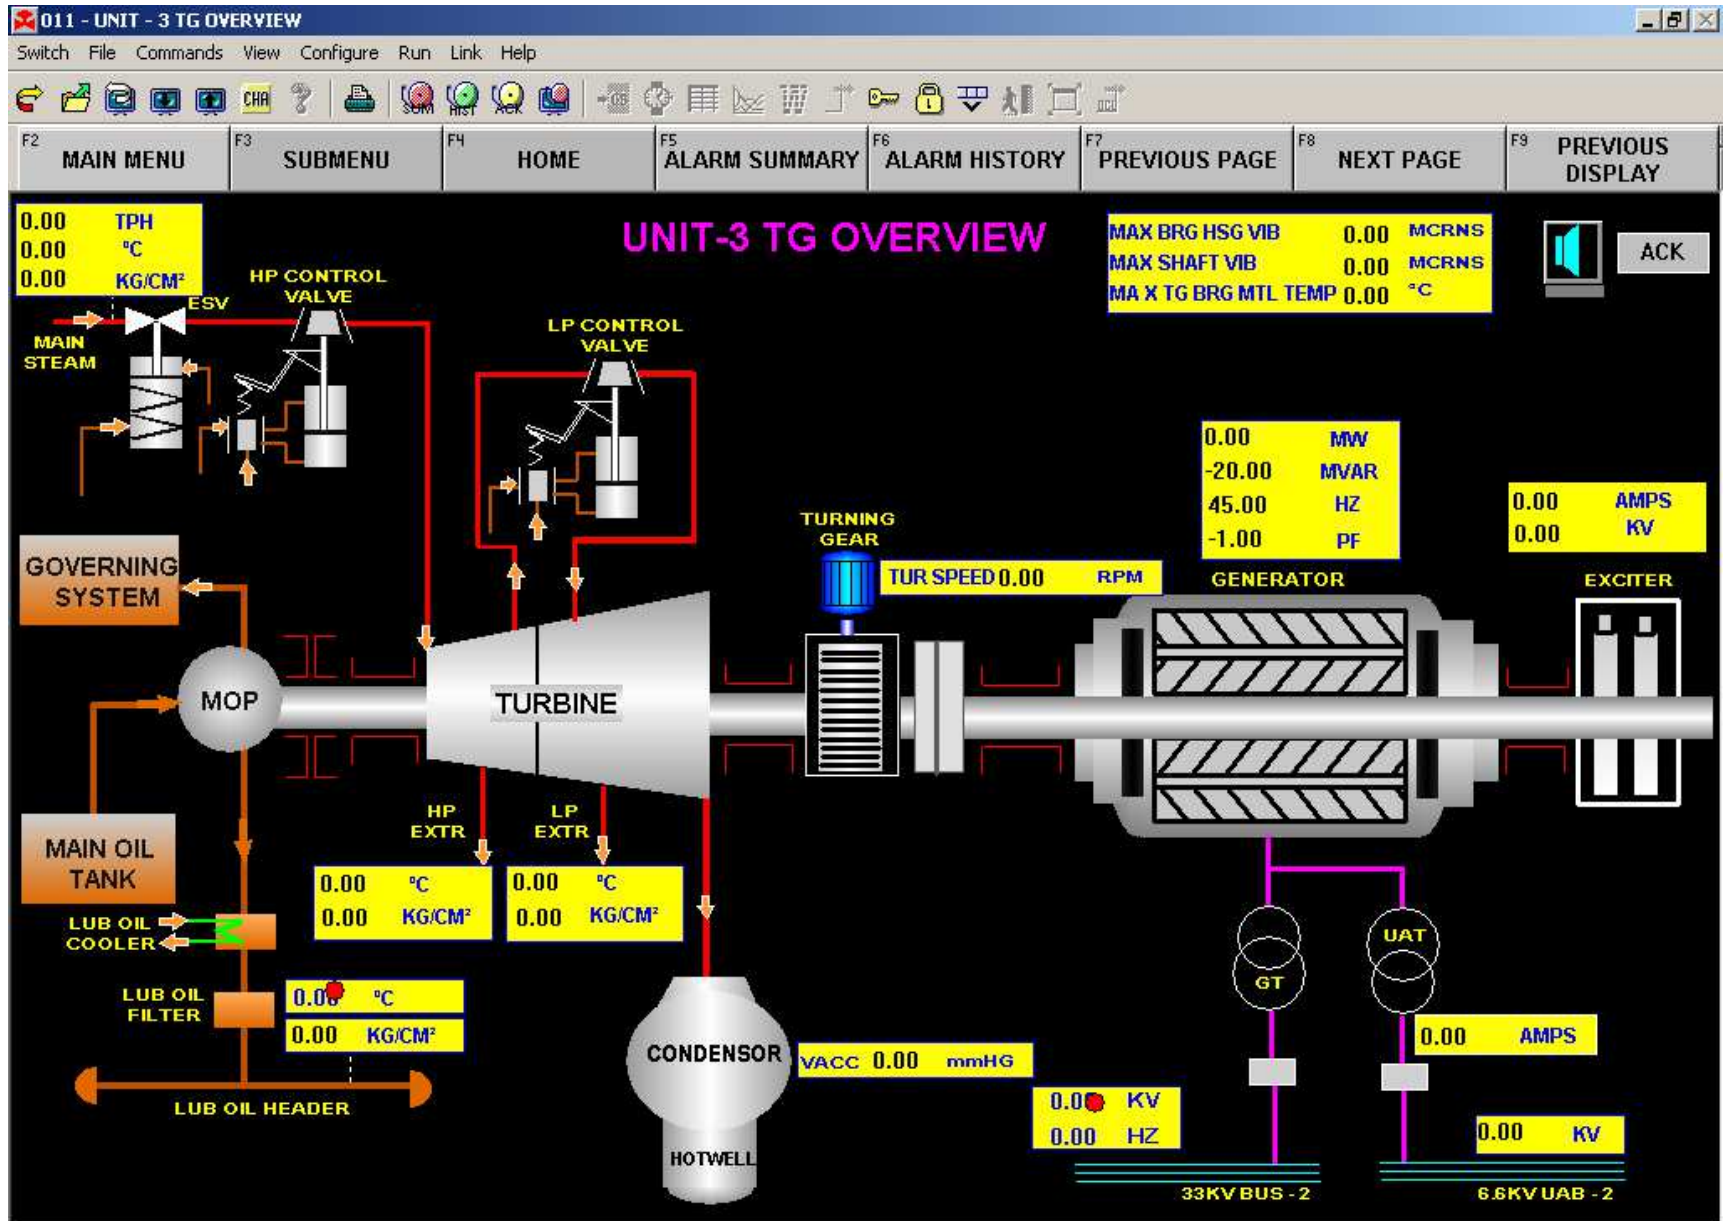 011 - UNIT - 3 TG OVERVIEW
Switch File Commands View Configure Run Link Help
CHA SUM HIST ACK
F2 MAIN MENU
F3 SUBMENU
F4 HOME
F5 ALARM SUMMARY
F6 ALARM HISTORY
F7 PREVIOUS PAGE
F8 NEXT PAGE
F9 PREVIOUS
DISPLAY
0.00 TPH
0.00 °C
0.00 KG/CM²
UNIT-3 TG OVERVIEW
MAX BRG HSG VIB 0.00 MCRNS
MAX SHAFT VIB 0.00 MCRNS
MA X TG BRG MTL TEMP 0.00 °C
ACK
HP CONTROL
VALVE
ESV
MAIN
STEAM
LP CONTROL
VALVE
0.00 MW
-20.00 MVAR
45.00 HZ
-1.00 PF
GENERATOR
0.00 AMPS
0.00 KV
EXCITER
TURNING
GEAR
TUR SPEED 0.00 RPM
GOVERNING
SYSTEM
MOP
TURBINE
HP
EXTR
LP
EXTR
MAIN OIL
TANK
0.00 °C
0.00 KG/CM²
0.00 °C
0.00 KG/CM²
LUB OIL
COOLER
LUB OIL
FILTER
°C
0.00 KG/CM²
LUB OIL HEADER
CONDENSOR
VACC 0.00 mmHG
HOTWELL
GT
UAT
0.00 AMPS
KV
0.00 HZ
0.00 KV
33KV BUS - 2
6.6KV UAB - 2